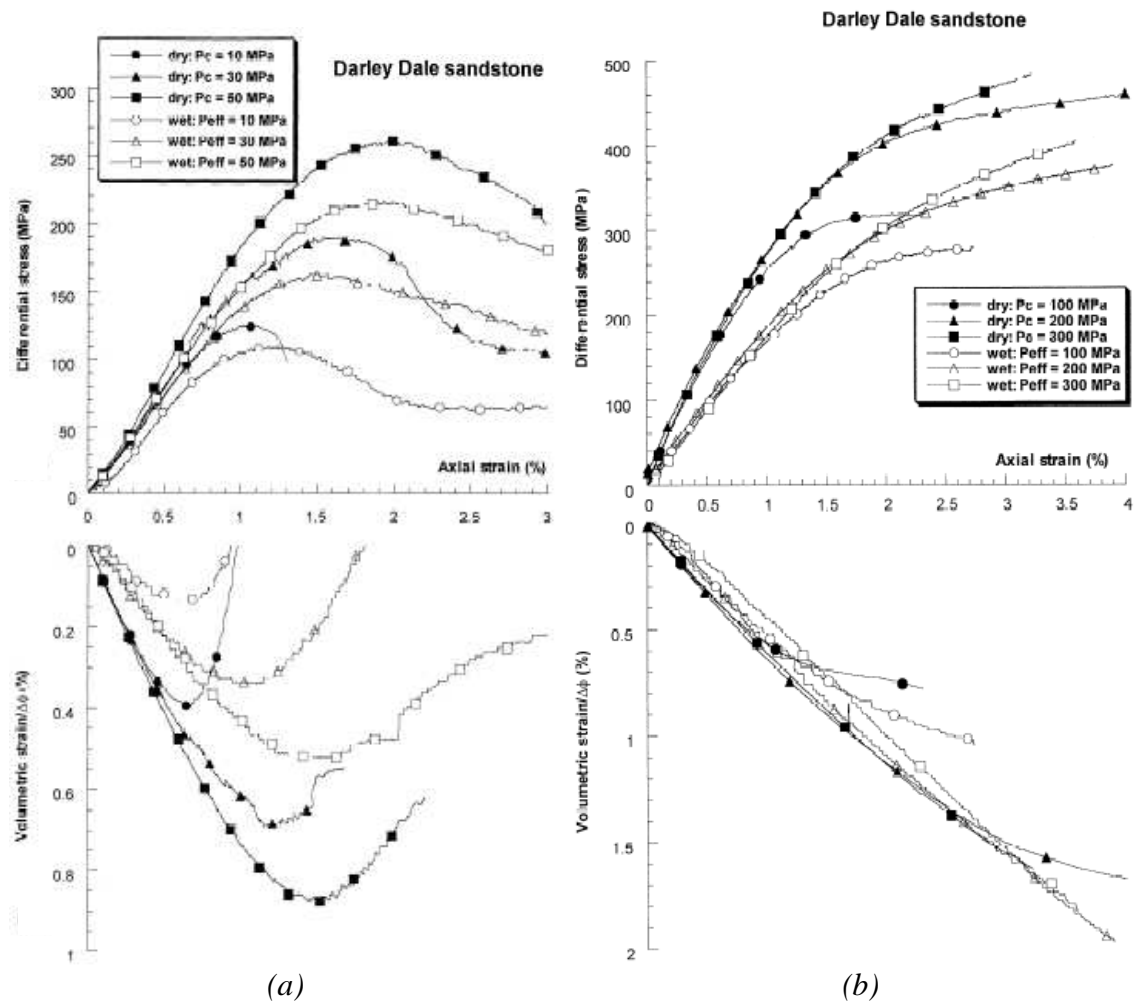 Darley Dale sandstone
dry: Pc = 10 MPa
dry: Pc = 30 MPa
dry: Pc = 50 MPa
wet: Peff = 10 MPa
wet: Peff = 30 MPa
wet: Peff = 50 MPa
300
250
200
150
100
50
0
Differential stress (MPa)
Axial strain (%)
0
0.5
1
1.5
2
2.5
3
0
0.2
0.4
0.6
0.8
1
Volumetric strain/Δϕ (%)
(a)
Darley Dale sandstone
500
400
300
200
100
0
Differential stress (MPa)
dry: Pc = 100 MPa
dry: Pc = 200 MPa
dry: Pc = 300 MPa
wet: Peff = 100 MPa
wet: Peff = 200 MPa
wet: Peff = 300 MPa
Axial strain (%)
0
0.5
1
1.5
2
2.5
3
3.5
4
0
0.5
1
1.5
2
Volumetric strain/Δϕ (%)
(b)